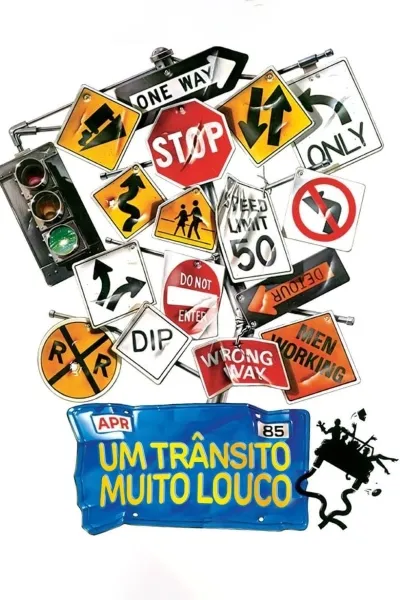 ONE WAY
STOP
ONLY
SPEED
LIMIT
50
DO NOT
ENTER
DETOUR
DIP
R R
WRONG
WAY
MEN
WORKING
APR
85
UM TRÂNSITO
MUITO LOUCO